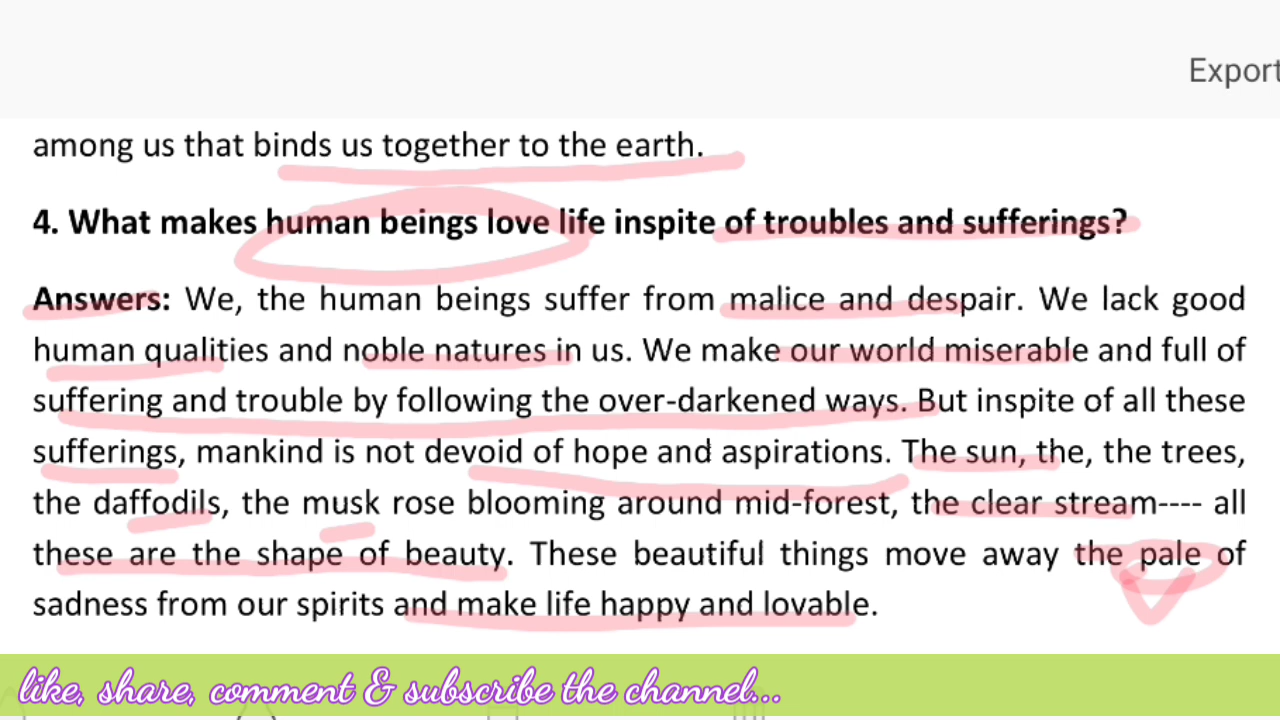 Export
among us that binds us together to the earth.
4. What makes human beings love life inspite of troubles and sufferings?
Answers: We, the human beings suffer from malice and despair. We lack good
human qualities and noble natures in us. We make our world miserable and full of
suffering and trouble by following the over-darkened ways. But inspite of all these
sufferings, mankind is not devoid of hope and aspirations. The sun, the, the trees,
the daffodils, the musk rose blooming around mid-forest, the clear stream---- all
these are the shape of beauty. These beautiful things move away the pale of
sadness from our spirits and make life happy and lovable.
like, share, comment & subscribe the channel...